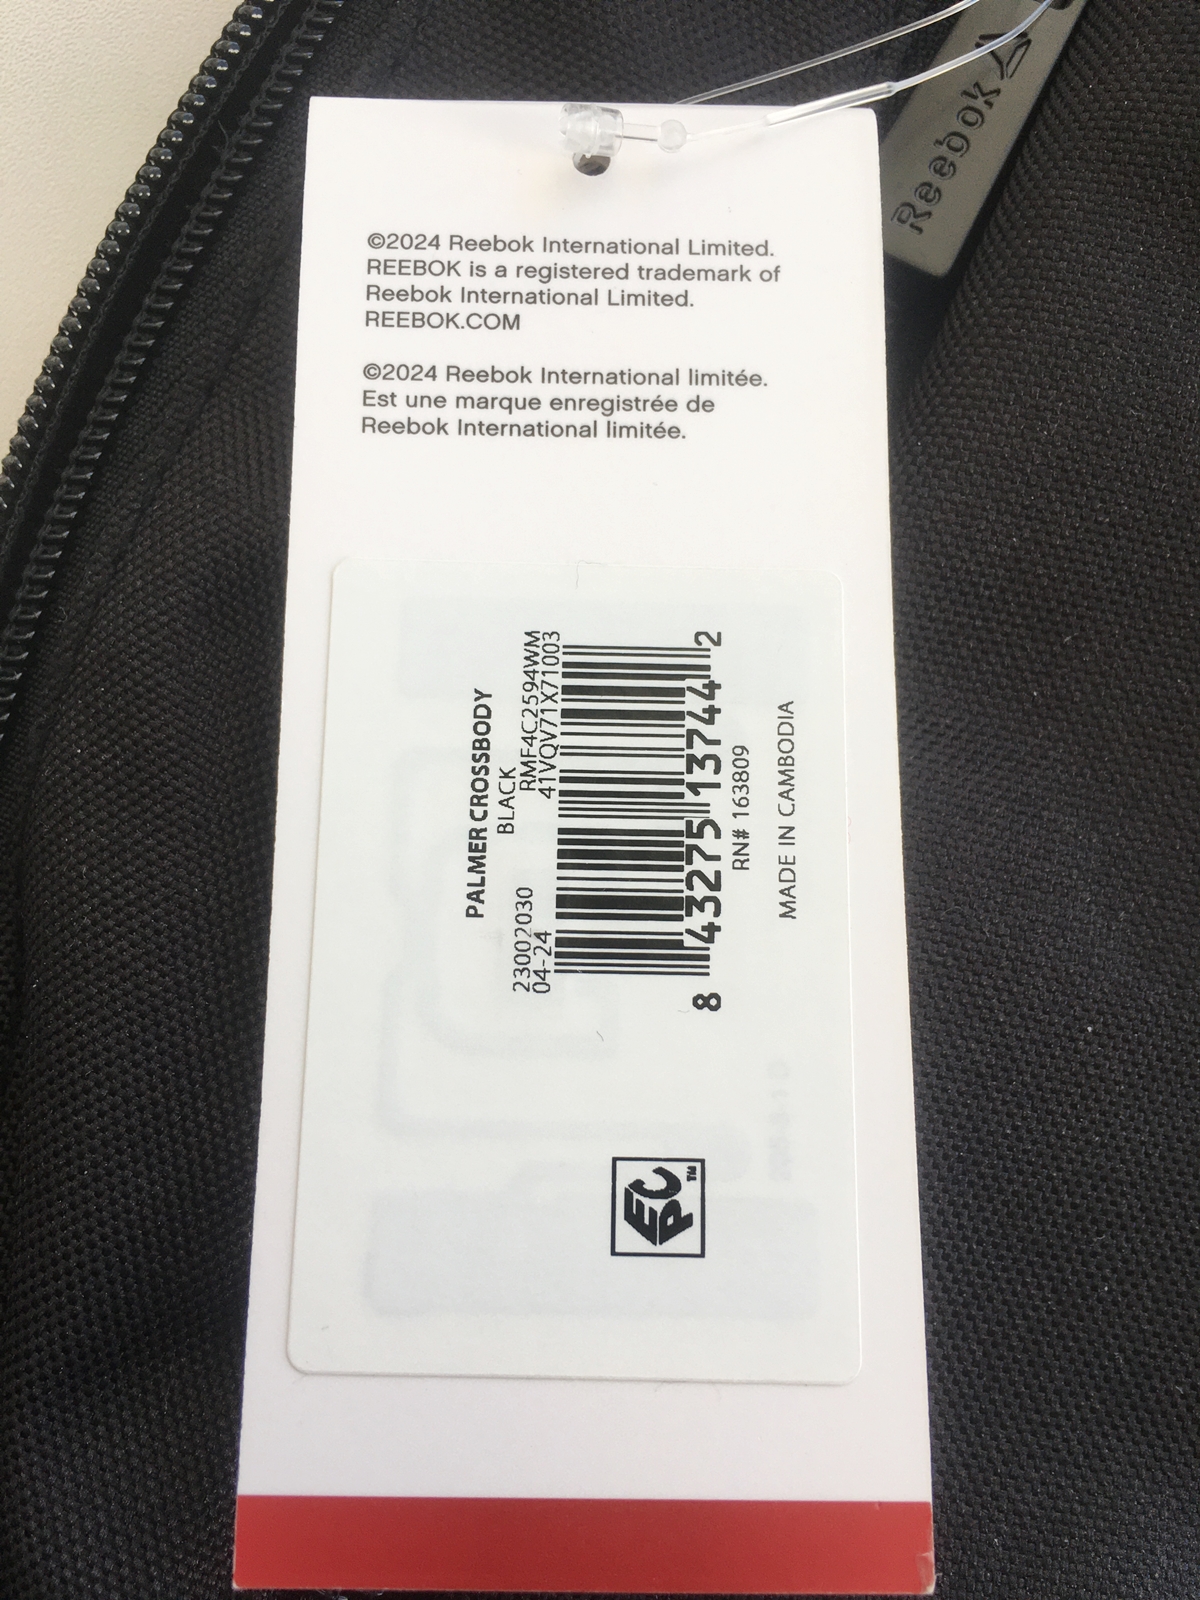 Reebok
©2024 Reebok International Limited.
REEBOK is a registered trademark of
Reebok International Limited.
REEBOK.COM
©2024 Reebok International limitée.
Est une marque enregistrée de
Reebok International limitée.
PALMER CROSSBODY
BLACK
23002030 RMF4C2594WM
04-24 41VQV71X71003
8 43275 13744 2
RN# 163809
MADE IN CAMBODIA
EPC™